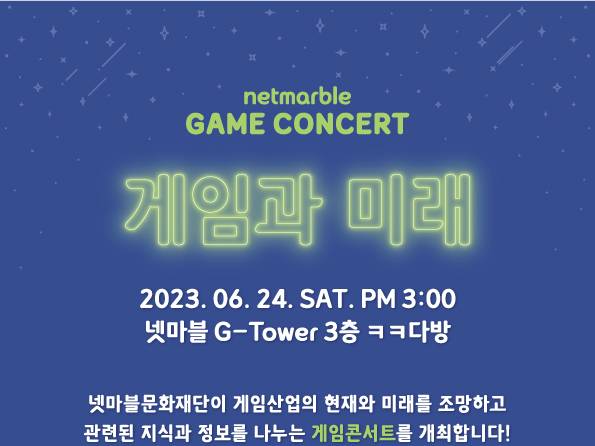 netmarble
GAME CONCERT
게임과 미래
2023. 06. 24. SAT. PM 3:00
넷마블 G-Tower 3층 ㅋㅋ다방
넷마블문화재단이 게임산업의 현재와 미래를 조망하고
관련된 지식과 정보를 나누는 게임콘서트를 개최합니다!